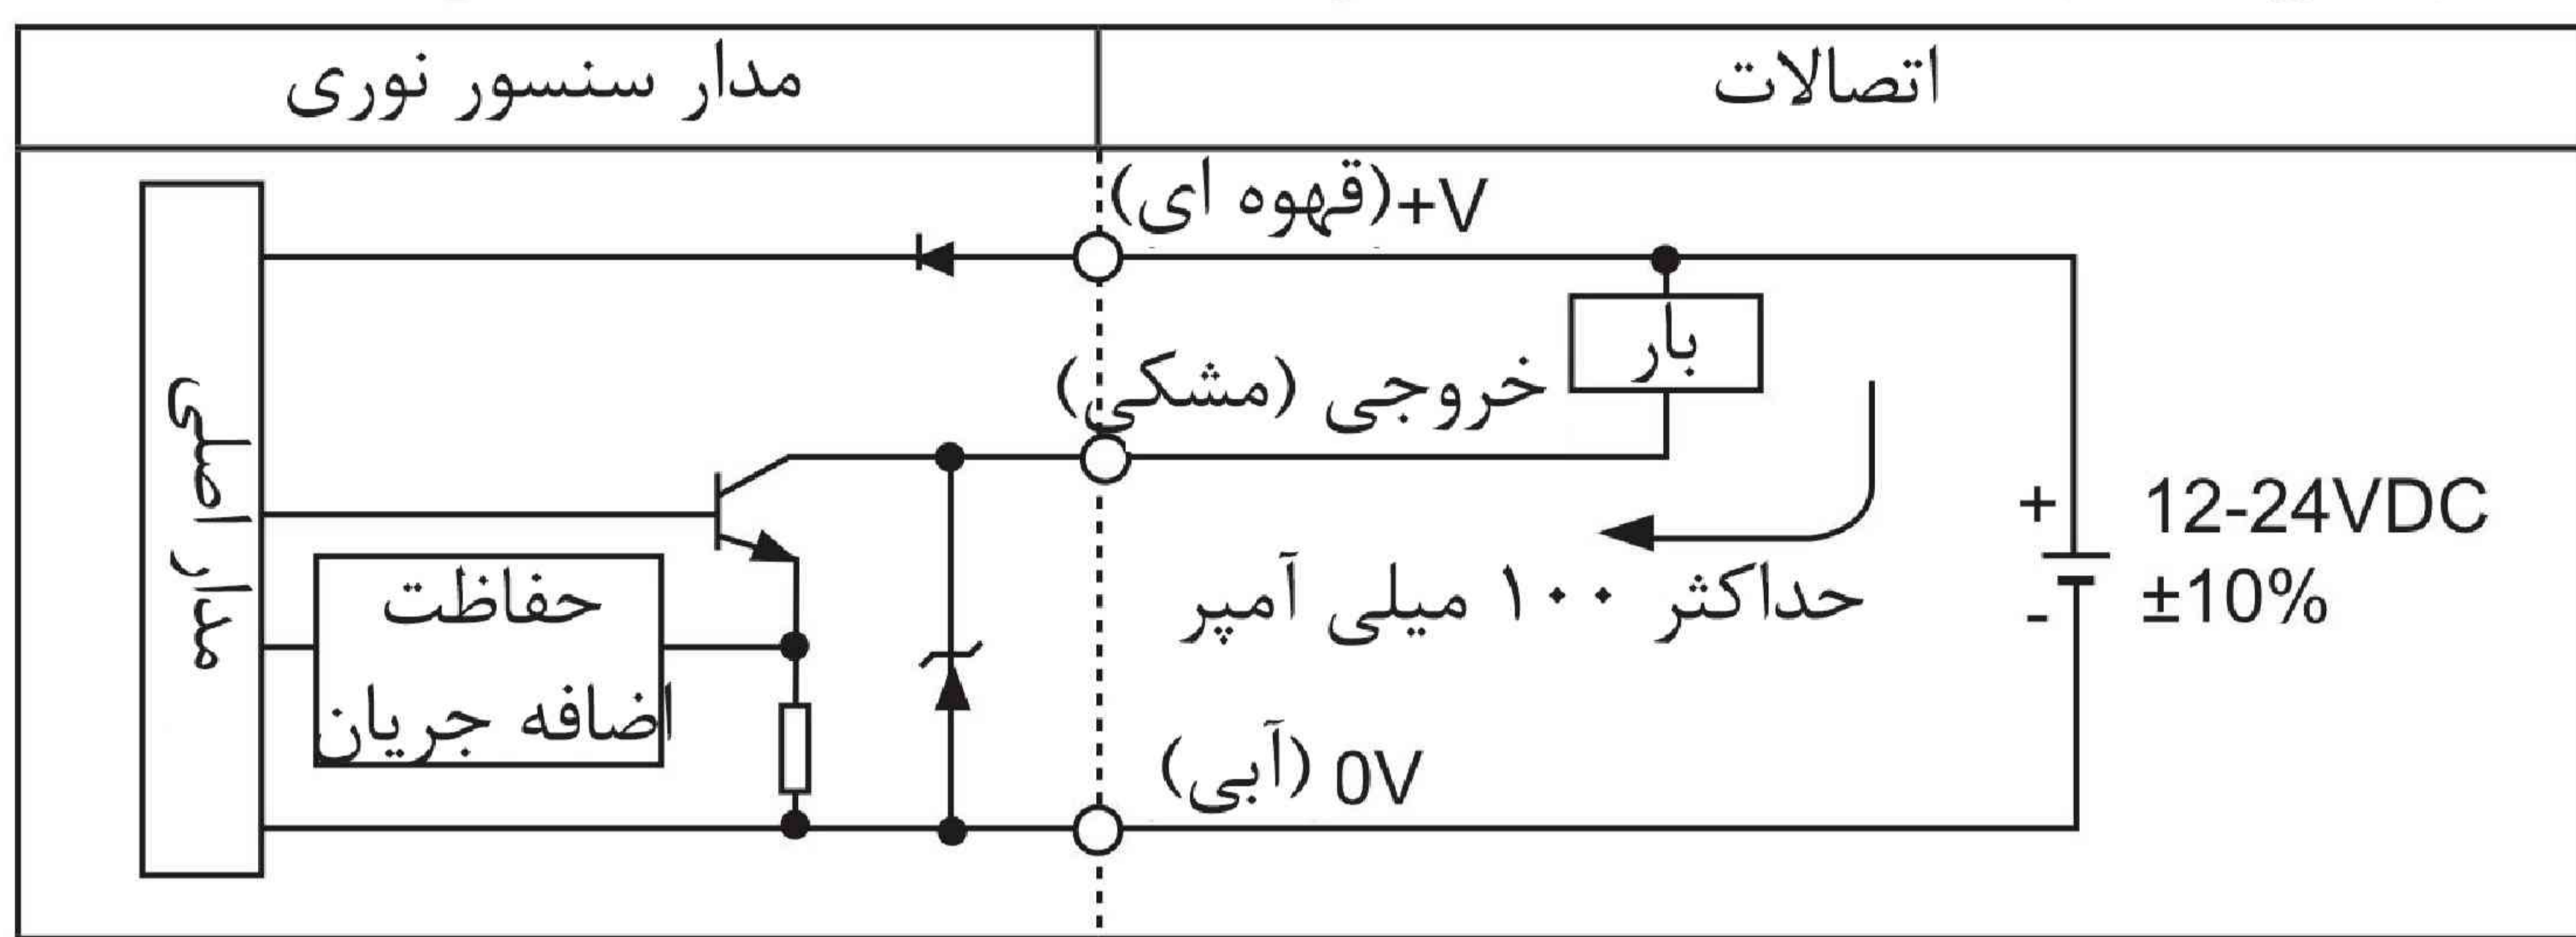 اتصالات
مدار سنسور نوری
+V(قهوه ای)
بار
خروجی (مشکی)
مدار اصلی
+
12-24VDC
±10%
-
حداکثر ۱۰۰ میلی آمپر
حفاظت
اضافه جریان
0V (آبی)